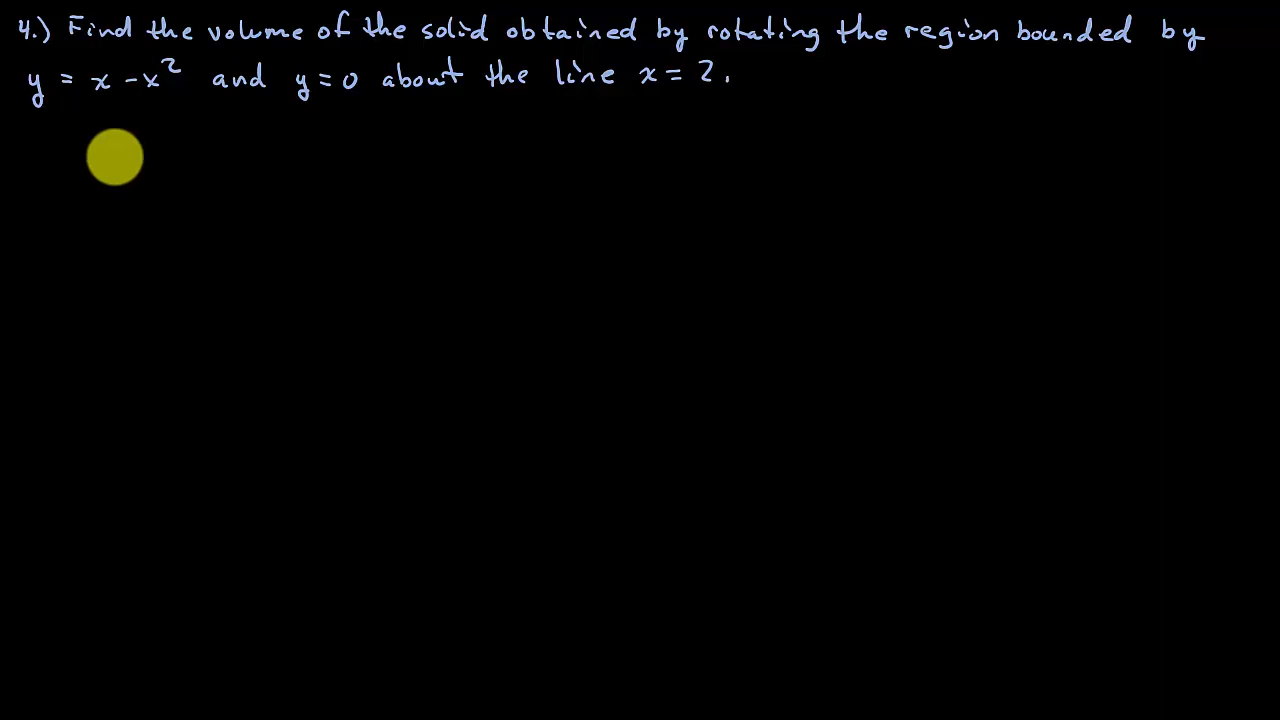 4.) Find the volume of the solid obtained by rotating the region bounded by
y = x - x² and y = 0 about the line x = 2.